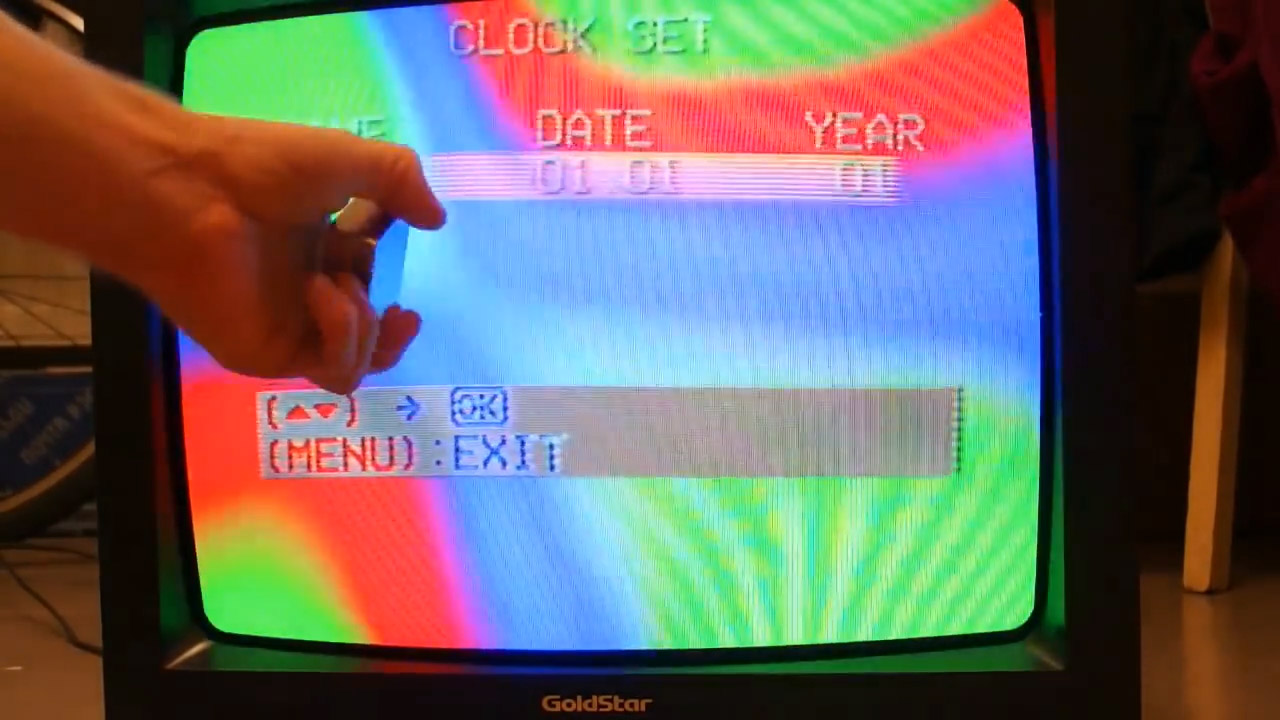 CLOCK SET
DATE YEAR
01.01 01
(▲▼) → OK
(MENU):EXIT
GoldStar